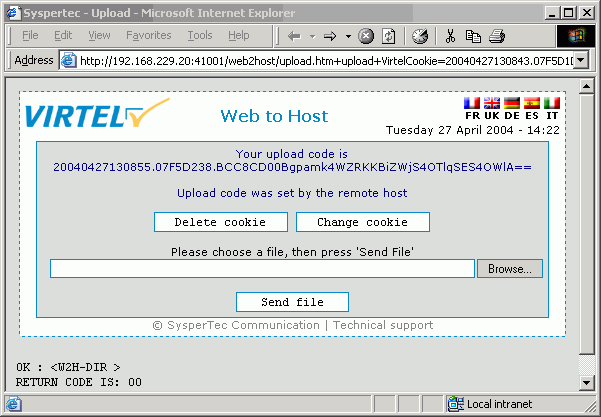 Syspertec - Upload - Microsoft Internet Explorer
File Edit View Favorites Tools Help
Address http://192.168.229.20:41001/web2host/upload.htm+upload+VirtelCookie=20040427130843.07F5D1D
VIRTEL
Web to Host
FR UK DE ES IT
Tuesday 27 April 2004 - 14:22
Your upload code is
20040427130855.07F5D238.BCC8CD00Bgpamk4WZRKKBiZWjS4OTlqSES4OWlA==
Upload code was set by the remote host
Delete cookie Change cookie
Please choose a file, then press 'Send File'
Browse...
Send file
© SysperTec Communication | Technical support
OK : <W2H-DIR >
RETURN CODE IS: 00
Local intranet